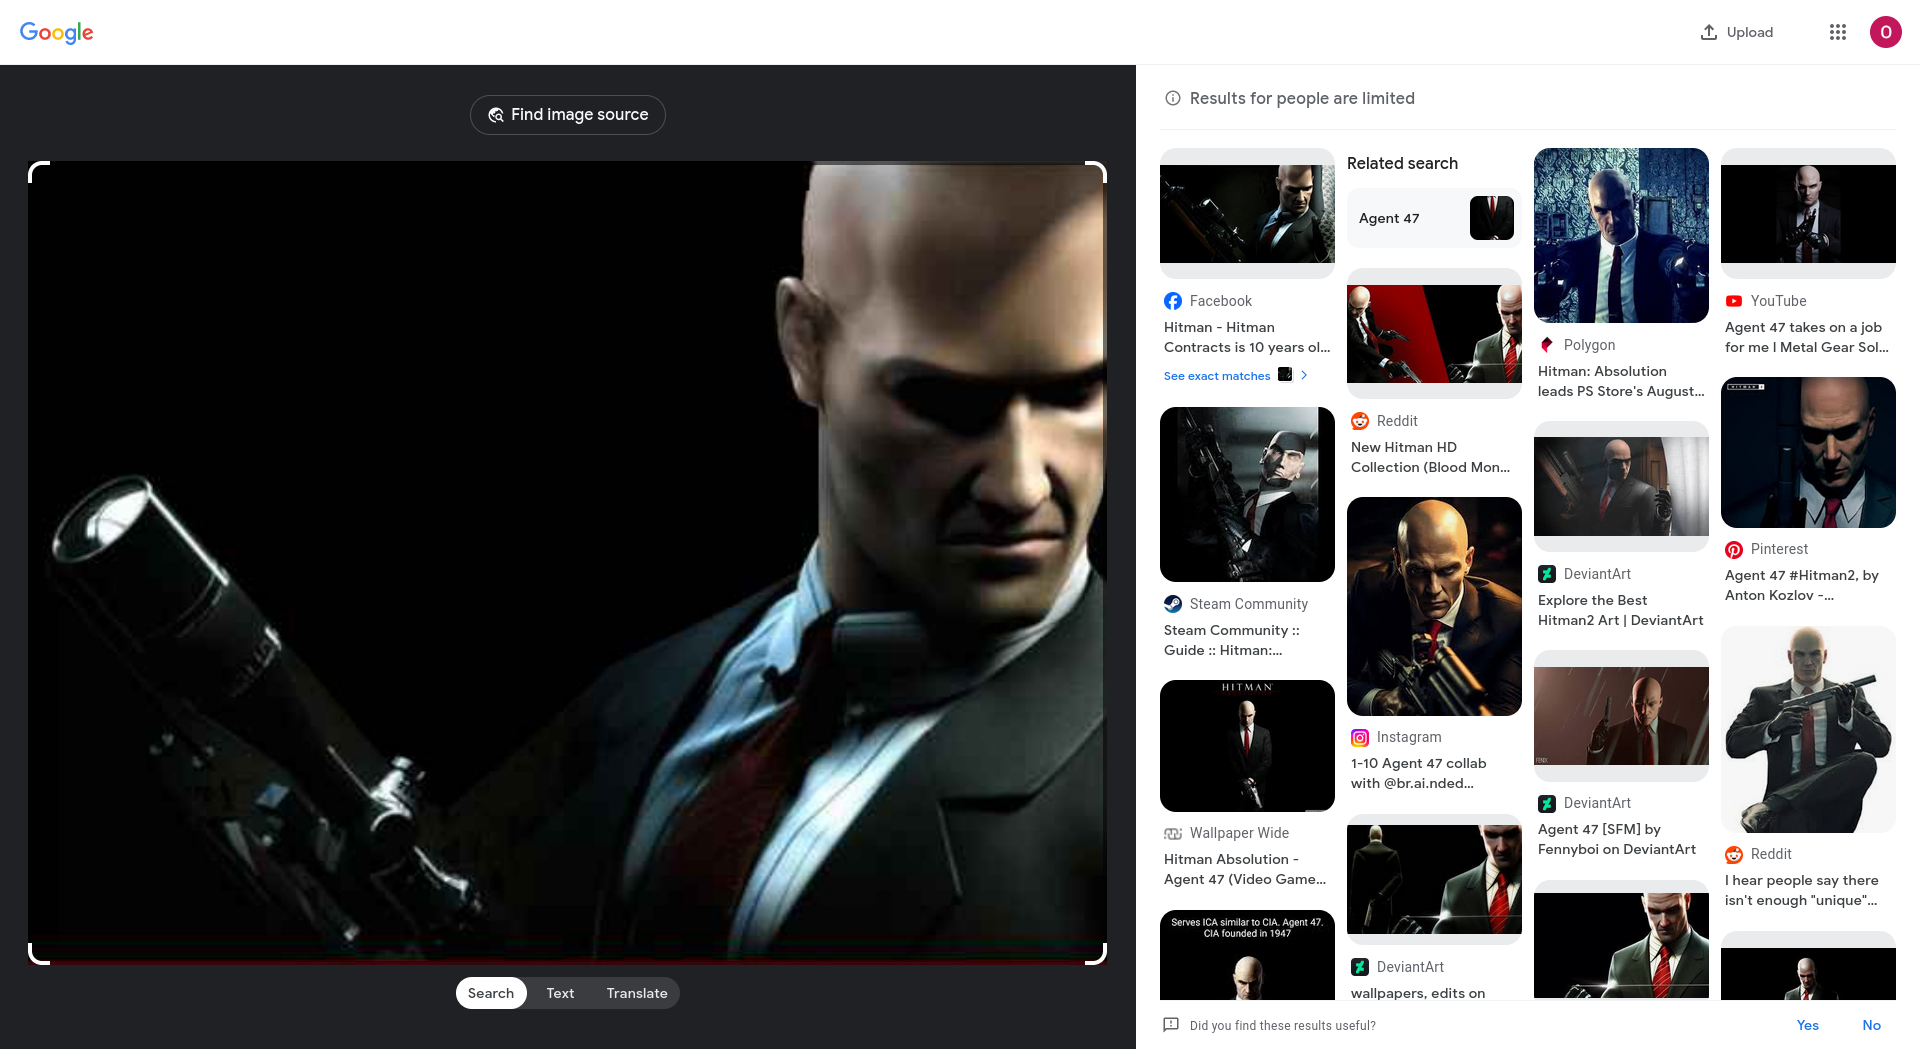 Google
Upload
O
Find image source
Search
Text
Translate
Results for people are limited
Facebook
Hitman - Hitman
Contracts is 10 years ol...
See exact matches
Steam Community
Steam Community ::
Guide :: Hitman:...
HITMAN
Wallpaper Wide
Hitman Absolution -
Agent 47 (Video Game...
Serves ICA similar to CIA. Agent 47.
CIA founded in 1947
Related search
Agent 47
Reddit
New Hitman HD
Collection (Blood Mon...
Instagram
1-10 Agent 47 collab
with @br.ai.nded...
DeviantArt
wallpapers, edits on
Polygon
Hitman: Absolution
leads PS Store's August...
DeviantArt
Explore the Best
Hitman2 Art | DeviantArt
DeviantArt
Agent 47 [SFM] by
Fennyboi on DeviantArt
YouTube
Agent 47 takes on a job
for me l Metal Gear Sol...
Pinterest
Agent 47 #Hitman2, by
Anton Kozlov -...
Reddit
I hear people say there
isn't enough "unique"...
Did you find these results useful?
Yes
No